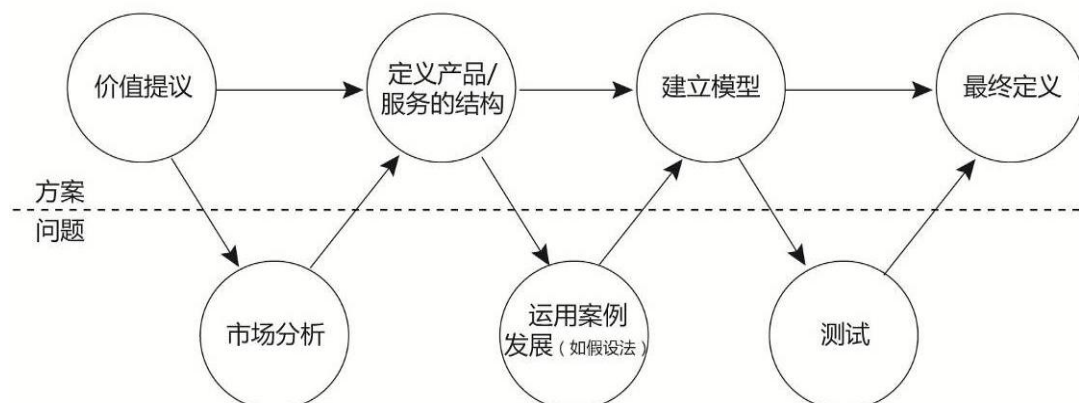 价值提议
定义产品/
服务的结构
建立模型
最终定义
方案
问题
市场分析
运用案例
发展（如假设法）
测试